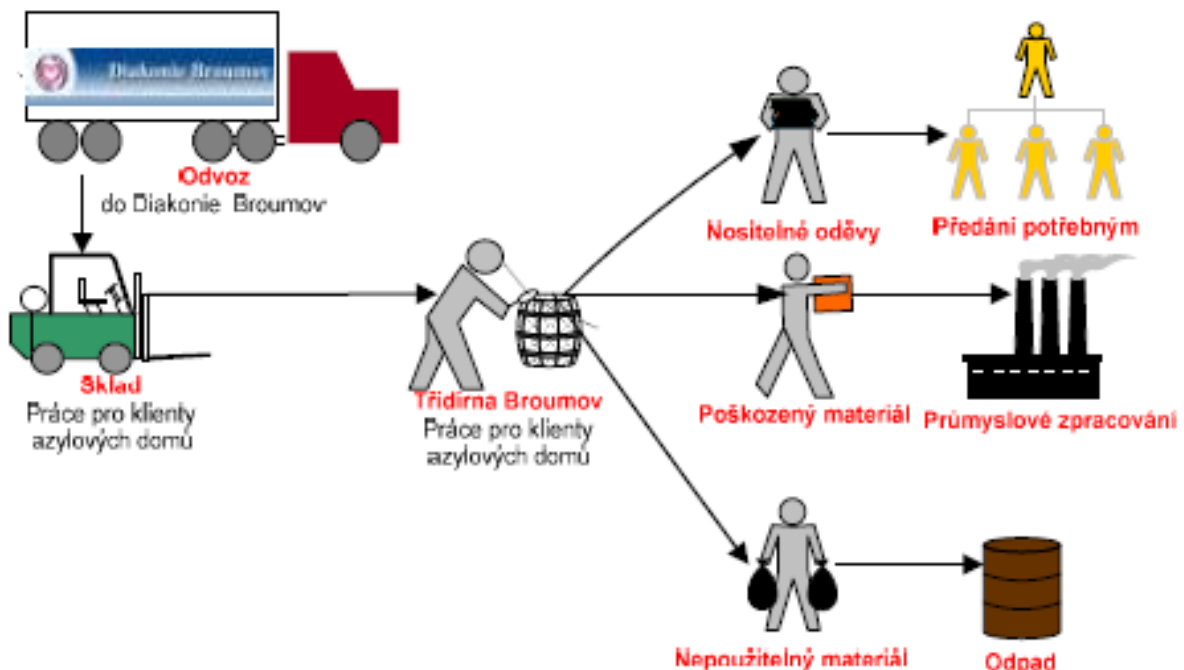 Diakonie Broumov
Odvoz
do Diakonie Broumov
Nositelné oděvy
Předání potřebným
Sklad
Práce pro klienty
azylových domů
Třídírna Broumov
Práce pro klienty
azylových domů
Poškozený materiál
Průmyslové zpracování
Nepoužitelný materiál
Odpad